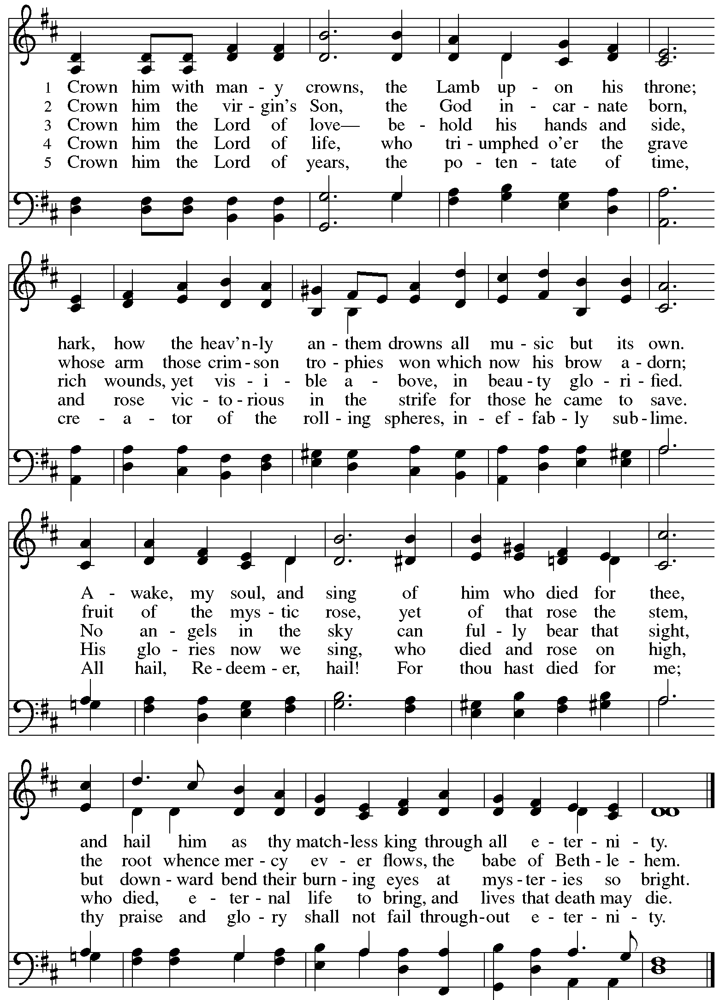 1 Crown him with man - y crowns, the Lamb up - on his throne;
2 Crown him the vir - gin's Son, the God in - car - nate born,
3 Crown him the Lord of love— be - hold his hands and side,
4 Crown him the Lord of life, who tri - umphed o'er the grave
5 Crown him the Lord of years, the po - ten - tate of time,
hark, how the heav'n-ly an - them drowns all mu - sic but its own.
whose arm those crim - son tro - phies won which now his brow a - dorn;
rich wounds, yet vis - i - ble a - bove, in beau - ty glo - ri - fied.
and rose vic - to - rious in the strife for those he came to save.
cre - a - tor of the roll - ing spheres, in - ef - fab - ly sub - lime.
A - wake, my soul, and sing of him who died for thee,
fruit of the mys - tic rose, yet of that rose the stem,
No an - gels in the sky can ful - ly bear that sight,
His glo - ries now we sing, who died and rose on high,
All hail, Re - deem - er, hail! For thou hast died for me;
and hail him as thy match - less king through all e - ter - ni - ty.
the root whence mer - cy ev - er flows, the babe of Beth - le - hem.
but down - ward bend their burn - ing eyes at mys - ter - ies so bright.
who died, e - ter - nal life to bring, and lives that death may die.
thy praise and glo - ry shall not fail through-out e - ter - ni - ty.